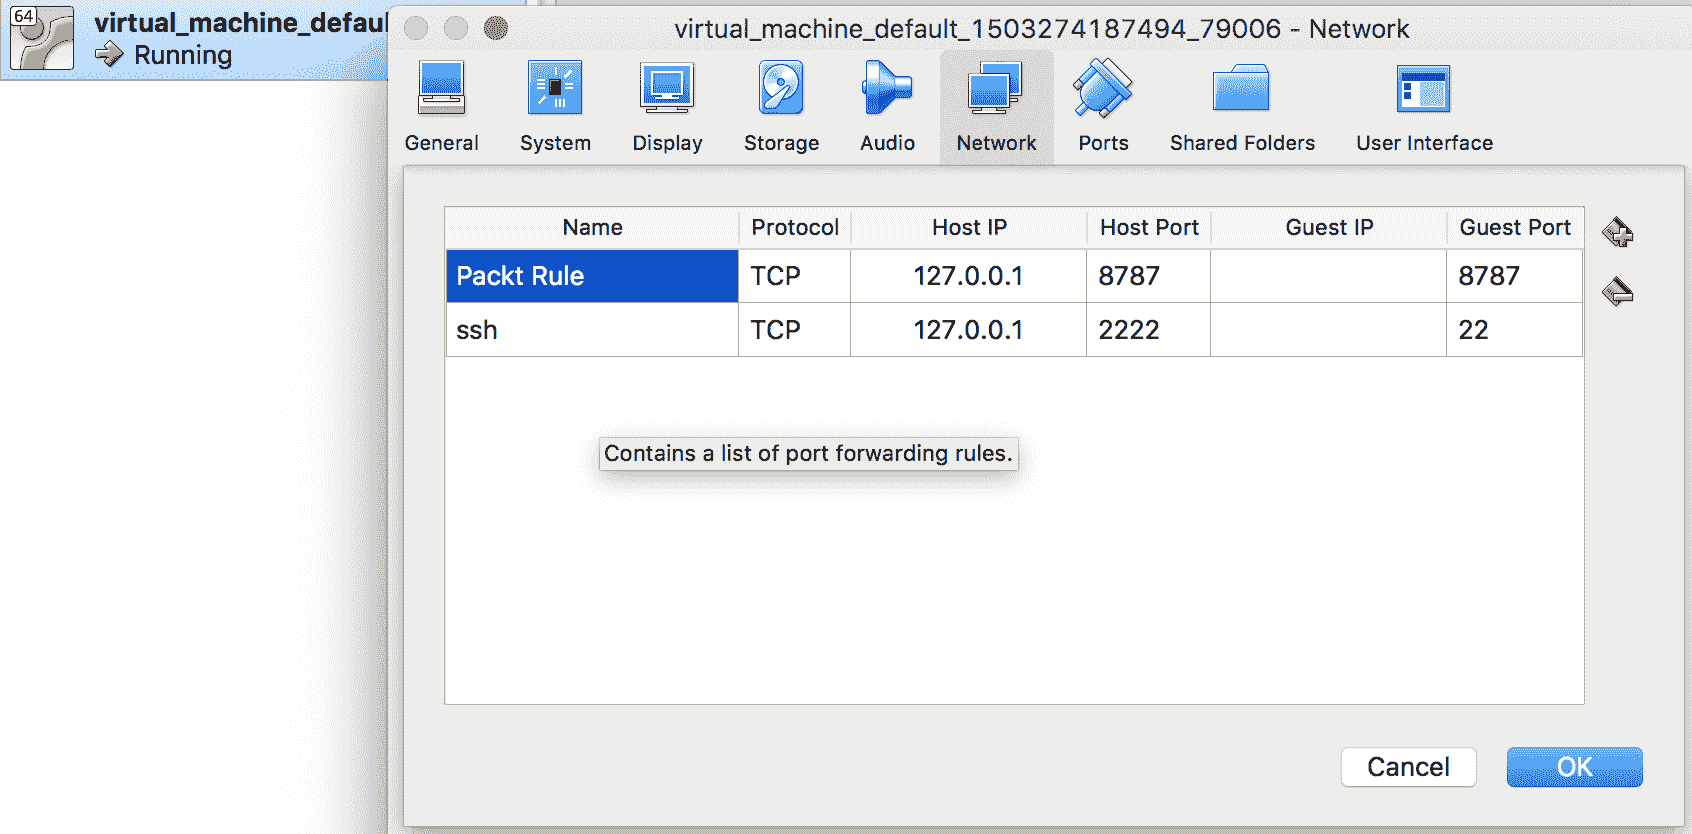 64
virtual_machine_defaul
Running
virtual_machine_default_1503274187494_79006 - Network
General System Display Storage Audio Network Ports Shared Folders User Interface
Name Protocol Host IP Host Port Guest IP Guest Port
Packt Rule TCP 127.0.0.1 8787 8787
ssh TCP 127.0.0.1 2222 22
Contains a list of port forwarding rules.
Cancel OK